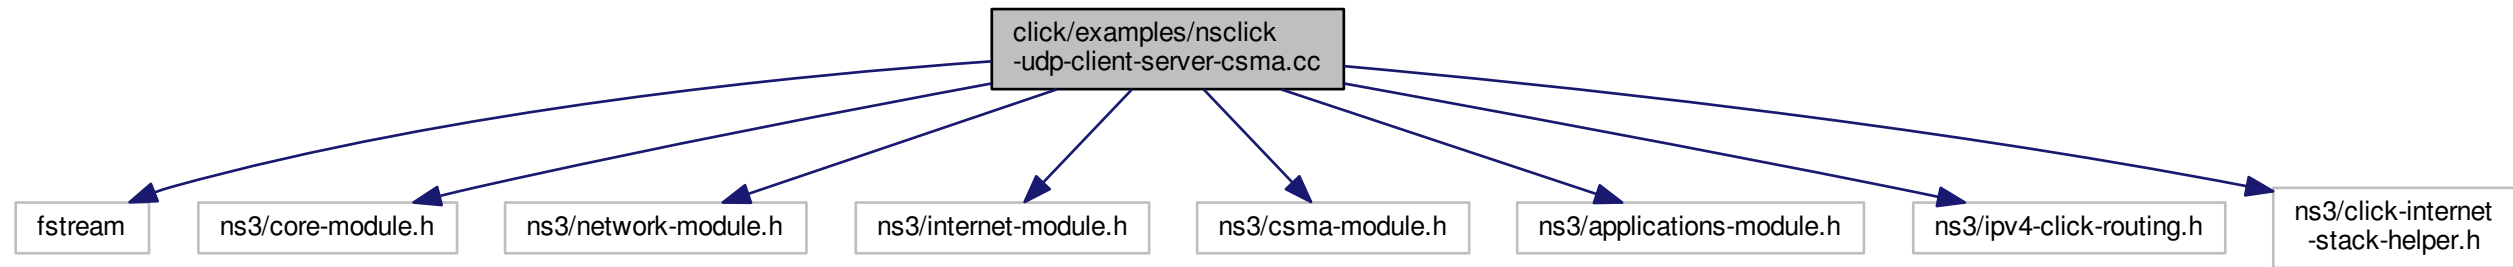 click/examples/nsclick
-udp-client-server-csma.cc
fstream
ns3/core-module.h
ns3/network-module.h
ns3/internet-module.h
ns3/csma-module.h
ns3/applications-module.h
ns3/ipv4-click-routing.h
ns3/click-internet
-stack-helper.h